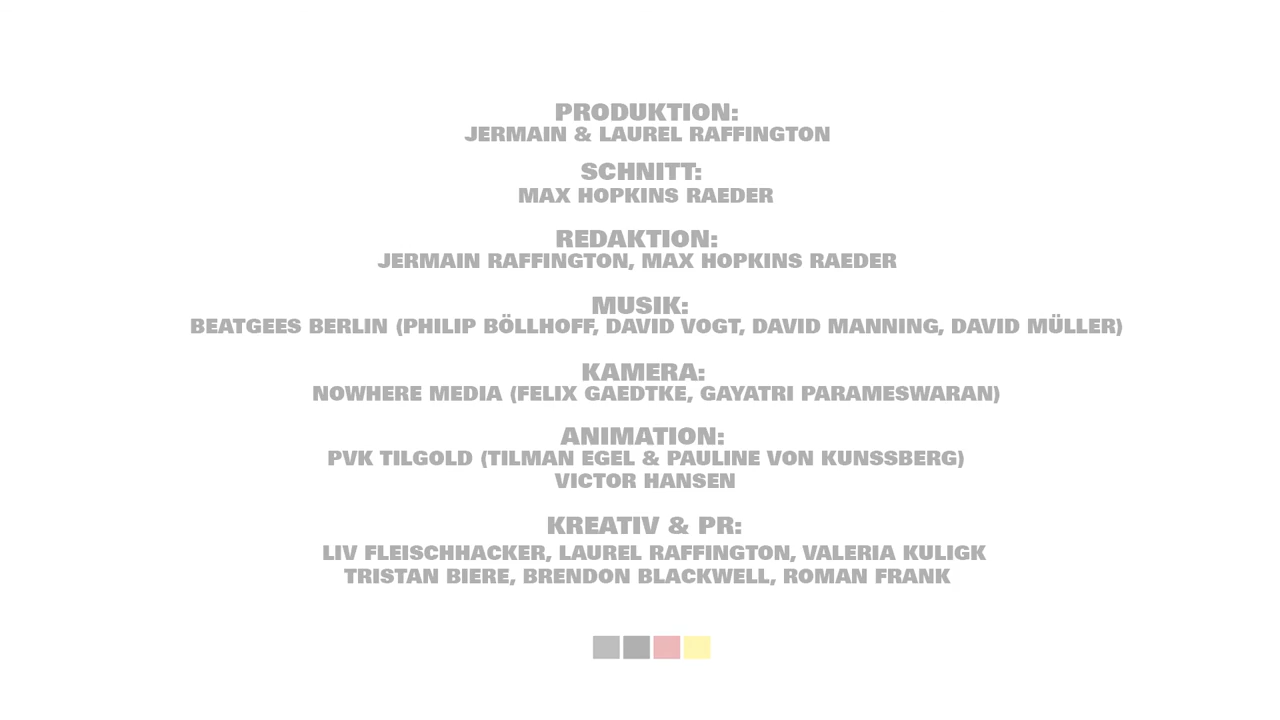 PRODUKTION:
JERMAIN & LAUREL RAFFINGTON
SCHNITT:
MAX HOPKINS RAEDER
REDAKTION:
JERMAIN RAFFINGTON, MAX HOPKINS RAEDER
MUSIK:
BEATGEES BERLIN (PHILIP BÖLLHOFF, DAVID VOGT, DAVID MANNING, DAVID MÜLLER)
KAMERA:
NOWHERE MEDIA (FELIX GAEDTKE, GAYATRI PARAMESWARAN)
ANIMATION:
PVK TILGOLD (TILMAN EGEL & PAULINE VON KUNSSBERG)
VICTOR HANSEN
KREATIV & PR:
LIV FLEISCHHACKER, LAUREL RAFFINGTON, VALERIA KULIGK
TRISTAN BIERE, BRENDON BLACKWELL, ROMAN FRANK